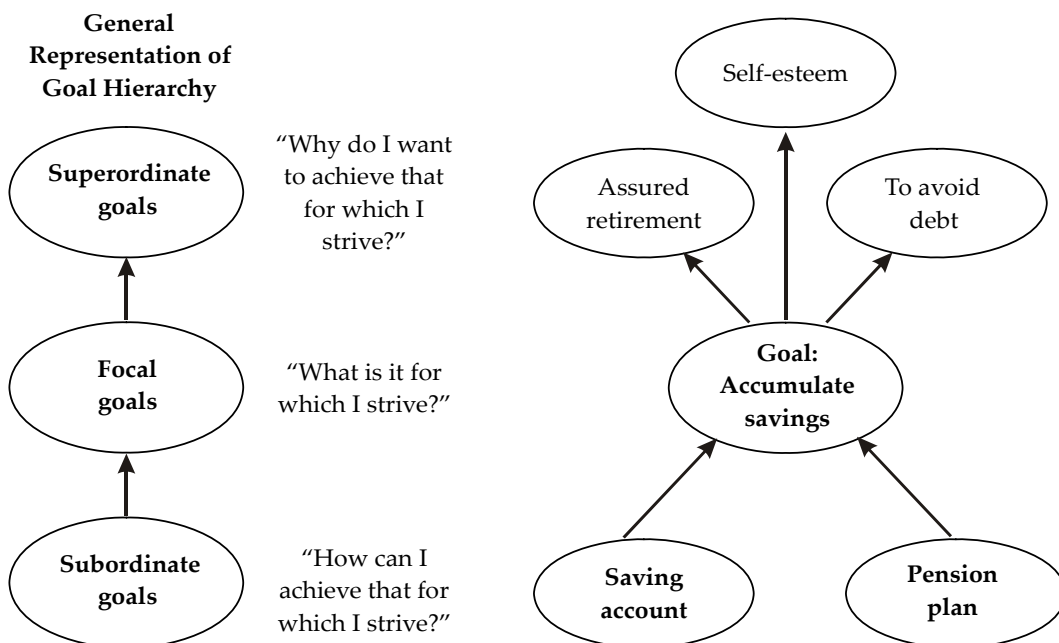 General
Representation of
Goal Hierarchy
Superordinate
goals
“Why do I want
to achieve that
for which I
strive?”
Focal
goals
“What is it for
which I strive?”
Subordinate
goals
“How can I
achieve that for
which I strive?”
Self-esteem
Assured
retirement
To avoid
debt
Goal:
Accumulate
savings
Saving
account
Pension
plan